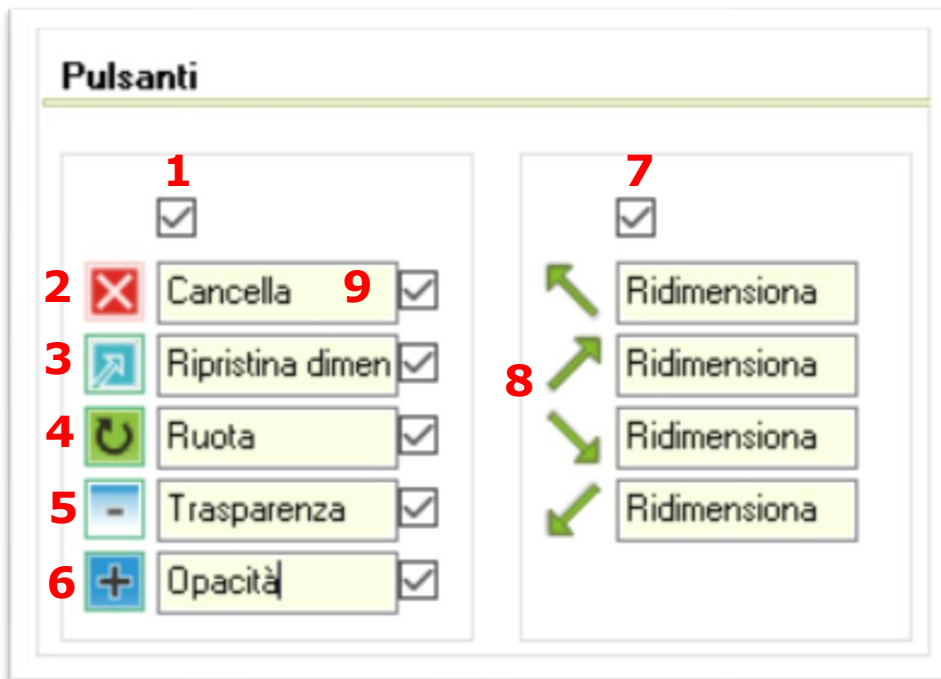 Pulsanti
1
7
2 Cancella 9
Ridimensiona
3 Ripristina dimen
Ridimensiona
8
4 Ruota
Ridimensiona
5 Trasparenza
Ridimensiona
6 Opacità